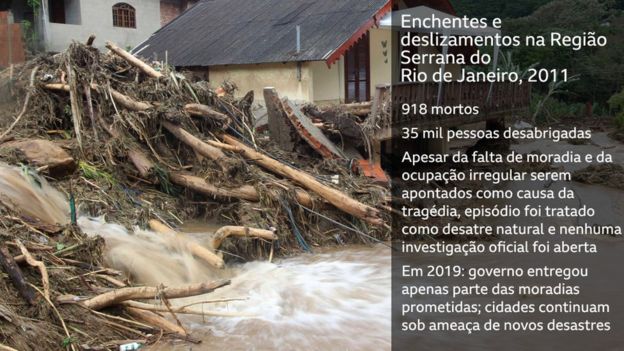 Enchentes e
deslizamentos na Região
Serrana do
Rio de Janeiro, 2011
918 mortos
35 mil pessoas desabrigadas
Apesar da falta de moradia e da
ocupação irregular serem
apontados como causa da
tragédia, episódio foi tratado
como desatre natural e nenhuma
investigação oficial foi aberta
Em 2019: governo entregou
apenas parte das moradias
prometidas; cidades continuam
sob ameaça de novos desastres